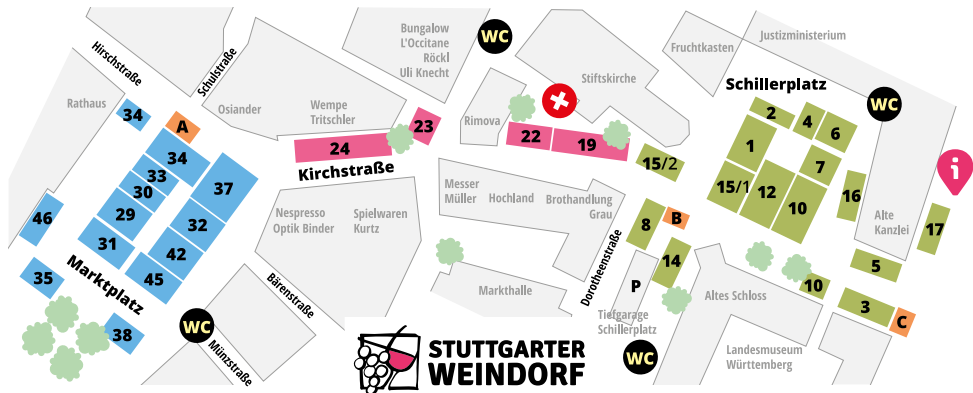 Hirschstraße
Schulstraße
Rathaus
34
A
34
33
30
29
31
37
32
42
45
46
35
38
Marktplatz
WC
Münzstraße
Bärenstraße
Osiander
Wempe
Tritschler
24
Kirchstraße
23
Nespresso
Optik Binder
Spielwaren
Kurtz
Bungalow
L'Occitane
Röckl
Uli Knecht
WC
Rimova
Stiftskirche
22
19
15/2
Messer
Müller
Hochland
Brothandlung
Grau
Markthalle
Dorotheenstraße
8
B
14
P
Tiefgarage
Schillerplatz
WC
Fruchtkasten
Justizministerium
Schillerplatz
WC
2
4
6
1
7
15/1
12
10
16
Alte
Kanzlei
i
17
5
10
3
C
Altes Schloss
Landesmuseum
Württemberg
STUTTGARTER
WEINDORF